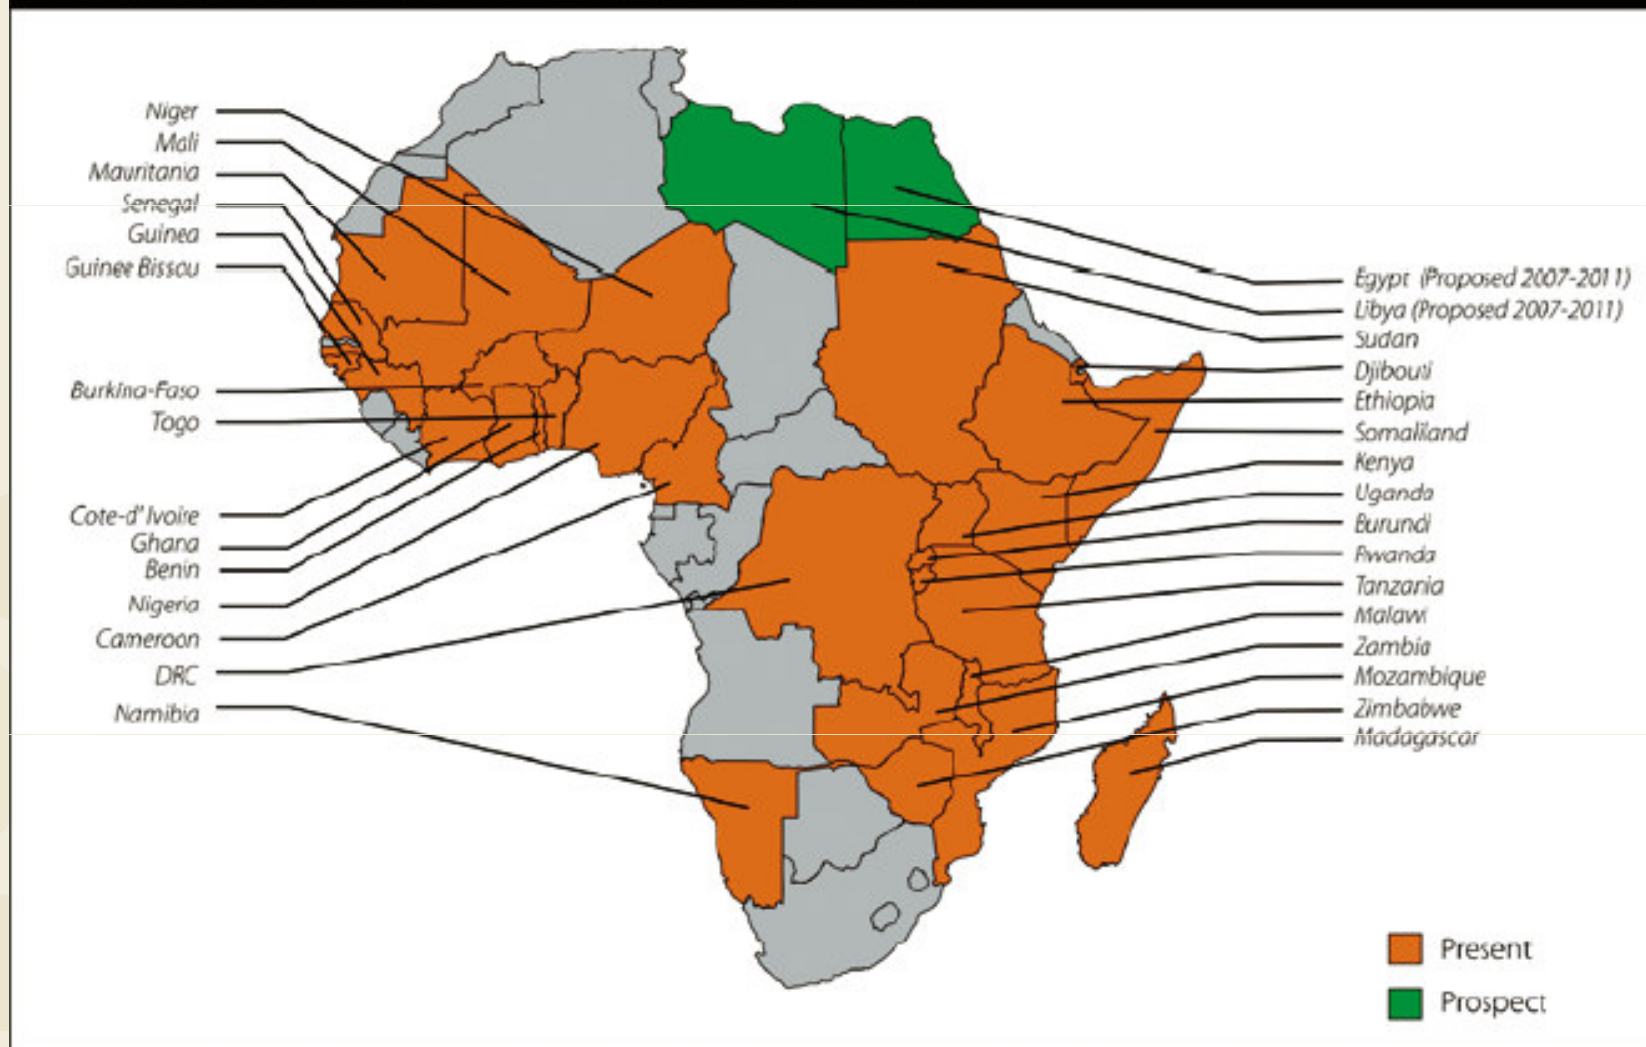 Niger
Mali
Mauritania
Senegal
Guinea
Guinee Bissou
Burkina-Faso
Togo
Cote-d'Ivoire
Ghana
Benin
Nigeria
Cameroon
DRC
Namibia
Egypt (Proposed 2007-2011)
Libya (Proposed 2007-2011)
Sudan
Djibouti
Ethiopia
Somaliland
Kenya
Uganda
Burundi
Rwanda
Tanzania
Malawi
Zambia
Mozambique
Zimbabwe
Madagascar
Present
Prospect